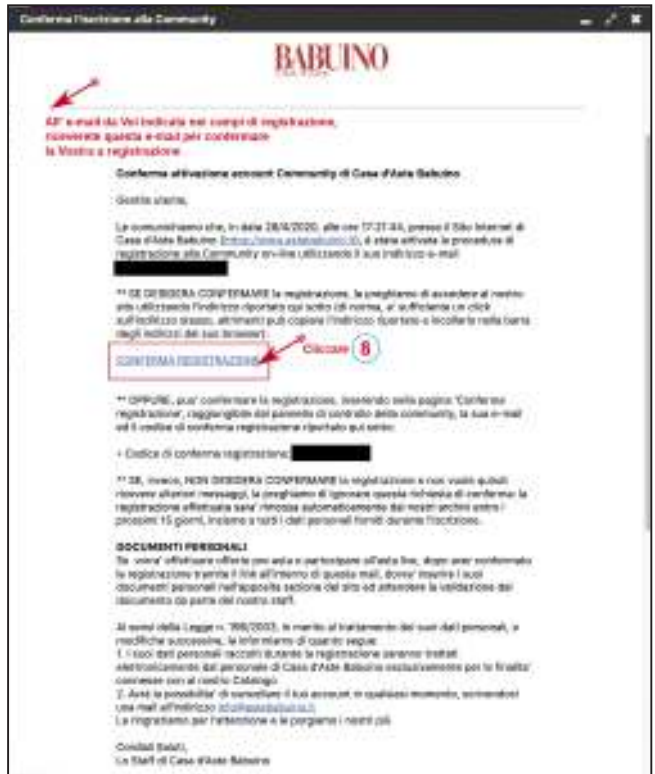 Conferma l'iscrizione alla Community
BABUINO
All' e-mail da Voi indicata nei campi di registrazione,
riceverete questa e-mail per confermare
la Vostra registrazione
Conferma attivazione account Community di Casa d'Aste Babuino
Gentile utente,
Le comunichiamo che, in data 28/4/2020, alle ore 17:21:44, presso il Sito Internet di
Casa d'Aste Babuino (http://www.astebabuino.it), è stata attivata la procedura di
registrazione alla Community on-line utilizzando il suo indirizzo e-mail
** SE DESIDERA CONFERMARE la registrazione, la preghiamo di accedere al nostro
sito utilizzando l'indirizzo riportato qui sotto (di norma, e' sufficiente un click
sull'indirizzo stesso, altrimenti può copiare l'indirizzo riportato e incollarlo nella barra
degli indirizzi del suo browser)
CONFERMA REGISTRAZIONE
Cliccare 8
** OPPURE, puo' confermare la registrazione, inserendo nella pagina 'Conferma
registrazione', raggiungibile dal pannello di controllo della community, la sua e-mail
ed il codice di conferma registrazione riportato qui sotto:
+ Codice di conferma registrazione:
** SE, invece, NON DESIDERA CONFERMARE la registrazione e non vuole quindi
ricevere ulteriori messaggi, la preghiamo di ignorare questa richiesta di conferma: la
registrazione effettuata sara' rimossa automaticamente dai nostri archivi entro i
prossimi 15 giorni, insieme a tutti i dati personali forniti durante l'iscrizione.
DOCUMENTI PERSONALI
Se vorra' effettuare offerte pre asta o partecipare all'asta live, dopo aver confermato
la registrazione tramite il link all'interno di questa mail, dovra' inserire i suoi
documenti personali nell'apposita sezione del sito ed attendere la validazione del
documento da parte del nostro staff.
Ai sensi della Legge n. 196/2003, in merito al trattamento dei suoi dati personali, e
modifiche successive, la informiamo di quanto segue:
1. I suoi dati personali raccolti durante la registrazione saranno trattati
elettronicamente dal personale di Casa d'Aste Babuino esclusivamente per le finalita'
connesse con al nostro Catalogo
2. Avrà la possibilita' di cancellare il tuo account in qualsiasi momento, scrivendoci
una mail all'indirizzo info@astebabuino.it
La ringraziamo per l'attenzione e le porgiamo i nostri più
Cordiali Saluti,
Lo Staff di Casa d'Aste Babuino